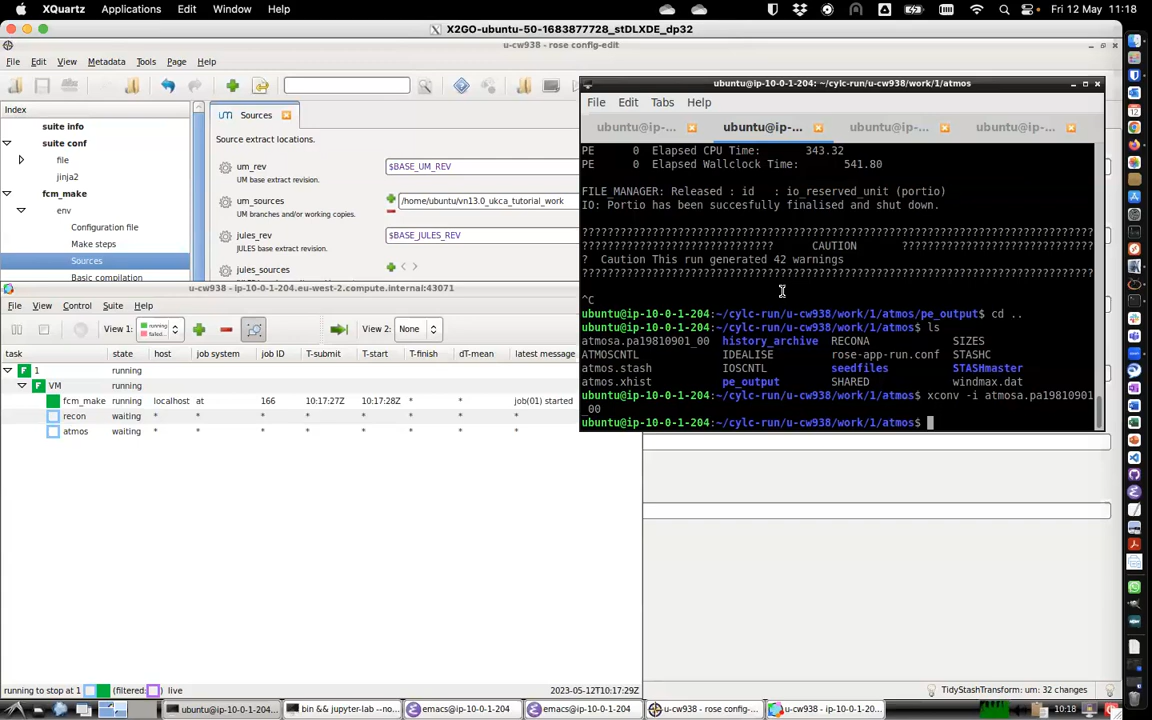 XQuartz Applications Edit Window Help
Fri 12 May 11:18
X2GO-ubuntu-50-1683877728_stDLXDE_dp32
u-cw938 - rose config-edit
File Edit View Metadata Tools Page Help
Index
suite info
suite conf
file
jinja2
fcm_make
env
Configuration file
Make steps
Sources
Basic compilation
UM Sources
Source extract locations.
um_rev
$BASE_UM_REV
UM base extract revision.
um_sources
/home/ubuntu/vn13.0_ukca_tutorial_work
UM branches and/or working copies.
jules_rev
$BASE_JULES_REV
JULES base extract revision.
jules_sources
ubuntu@ip-10-0-1-204: ~/cylc-run/u-cw938/work/1/atmos
File Edit Tabs Help
ubuntu@ip-... ubuntu@ip-... ubuntu@ip-... ubuntu@ip-...
PE 0 Elapsed CPU Time: 343.32
PE 0 Elapsed Wallclock Time: 541.80
FILE_MANAGER: Released : id : io_reserved_unit (portio)
IO: Portio has been succesfully finalised and shut down.
????????????????????????????????????????????????????????????????????????????????
?????????????????????????????? CAUTION ??????????????????????????????
? Caution This run generated 42 warnings
????????????????????????????????????????????????????????????????????????????????
^C
ubuntu@ip-10-0-1-204:~/cylc-run/u-cw938/work/1/atmos/pe_output$ cd ..
ubuntu@ip-10-0-1-204:~/cylc-run/u-cw938/work/1/atmos$ ls
atmosa.pa19810901_00 history_archive RECONA SIZES
ATMOSCNTL IDEALISE rose-app-run.conf STASHC
atmos.stash IOSCNTL seedfiles STASHmaster
atmos.xhist pe_output SHARED windmax.dat
ubuntu@ip-10-0-1-204:~/cylc-run/u-cw938/work/1/atmos$ xconv -i atmosa.pa19810901
_00
ubuntu@ip-10-0-1-204:~/cylc-run/u-cw938/work/1/atmos$
u-cw938 - ip-10-0-1-204.eu-west-2.compute.internal:43071
File View Control Suite Help
View 1: running failed... View 2: None
task state host job system job ID T-submit T-start T-finish dT-mean latest message
1 running
VM running
fcm_make running localhost at 166 10:17:27Z 10:17:28Z * * job(01) started
recon waiting * * * * * * * *
atmos waiting * * * * * * * *
running to stop at 1 (filtered: ) live
2023-05-12T10:17:29Z
TidyStashTransform: um: 32 changes
ubuntu@ip-10-0-1-204... bin && jupyter-lab --no... emacs@ip-10-0-1-204 emacs@ip-10-0-1-204 u-cw938 - rose config-... u-cw938 - ip-10-0-1-20...
10:18